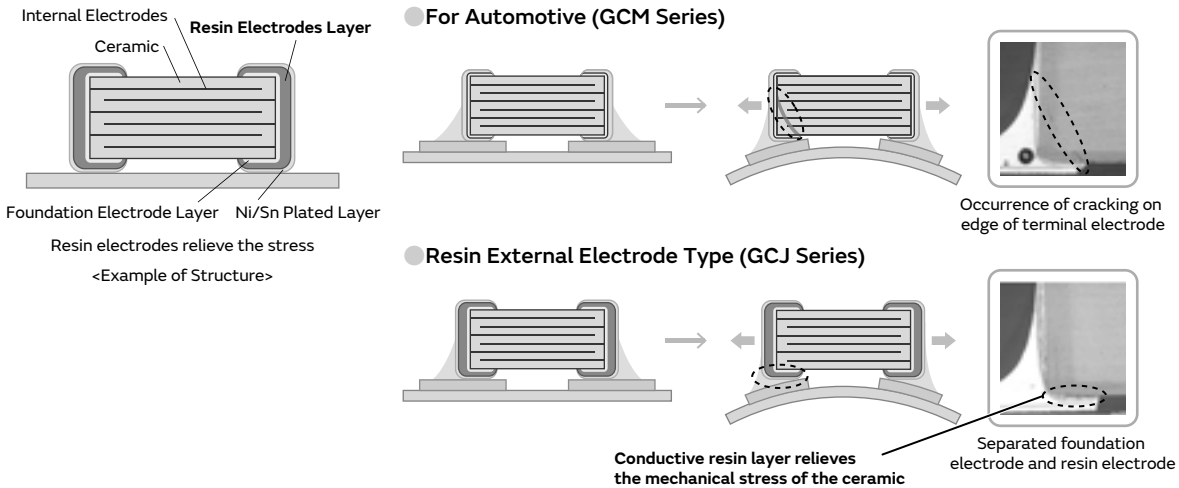 Internal Electrodes
Resin Electrodes Layer
Ceramic
Foundation Electrode Layer
Ni/Sn Plated Layer
Resin electrodes relieve the stress
<Example of Structure>
For Automotive (GCM Series)
Occurrence of cracking on
edge of terminal electrode
Resin External Electrode Type (GCJ Series)
Conductive resin layer relieves
the mechanical stress of the ceramic
Separated foundation
electrode and resin electrode